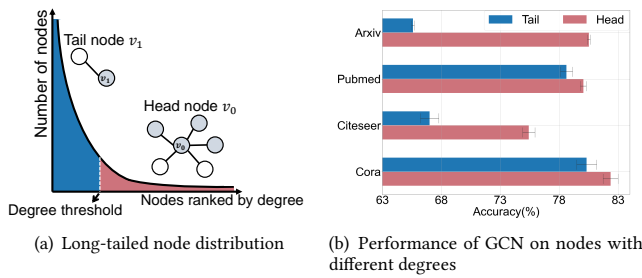 Number of nodes
Tail node v₁
v₁
Head node v₀
v₀
Degree threshold
Nodes ranked by degree
(a) Long-tailed node distribution
Tail
Head
Arxiv
Pubmed
Citeseer
Cora
63
68
73
78
83
Accuracy(%)
(b) Performance of GCN on nodes with
different degrees